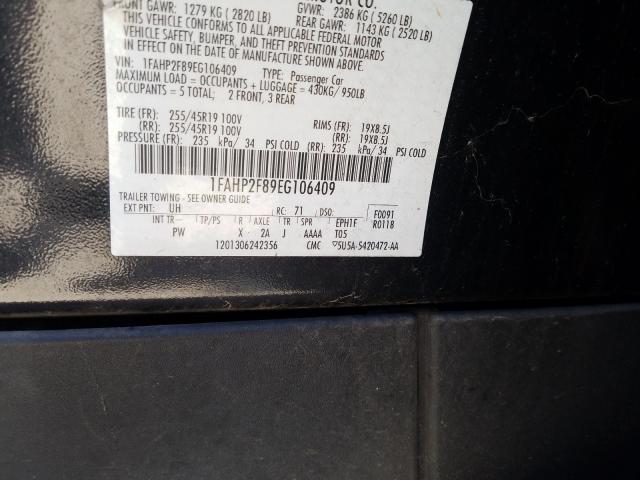 MOTOR CO.
FRONT GAWR: 1279 KG ( 2820 LB) GVWR: 2386 KG ( 5260 LB)
REAR GAWR: 1143 KG ( 2520 LB)
THIS VEHICLE CONFORMS TO ALL APPLICABLE FEDERAL MOTOR
VEHICLE SAFETY, BUMPER, AND THEFT PREVENTION STANDARDS
IN EFFECT ON THE DATE OF MANUFACTURE SHOWN ABOVE.
VIN: 1FAHP2F89EG106409 TYPE: Passenger Car
MAXIMUM LOAD = OCCUPANTS + LUGGAGE = 430KG/ 950LB
OCCUPANTS = 5 TOTAL; 2 FRONT, 3 REAR
TIRE (FR): 255/45R19 100V RIMS (FR): 19X8.5J
(RR): 255/45R19 100V (RR): 19X8.5J
PRESSURE (FR): 235 kPa/ 34 PSI COLD (RR): 235 kPa/ 34 PSI COLD
1FAHP2F89EG106409
TRAILER TOWING - SEE OWNER GUIDE
EXT PNT: UH RC: 71 DSO: F0091
INT TR TP/PS R AXLE TR SPR EPH1F R0118
PW X 2A J AAAA T05
1201306242356 CMC 5U5A-5420472-AA